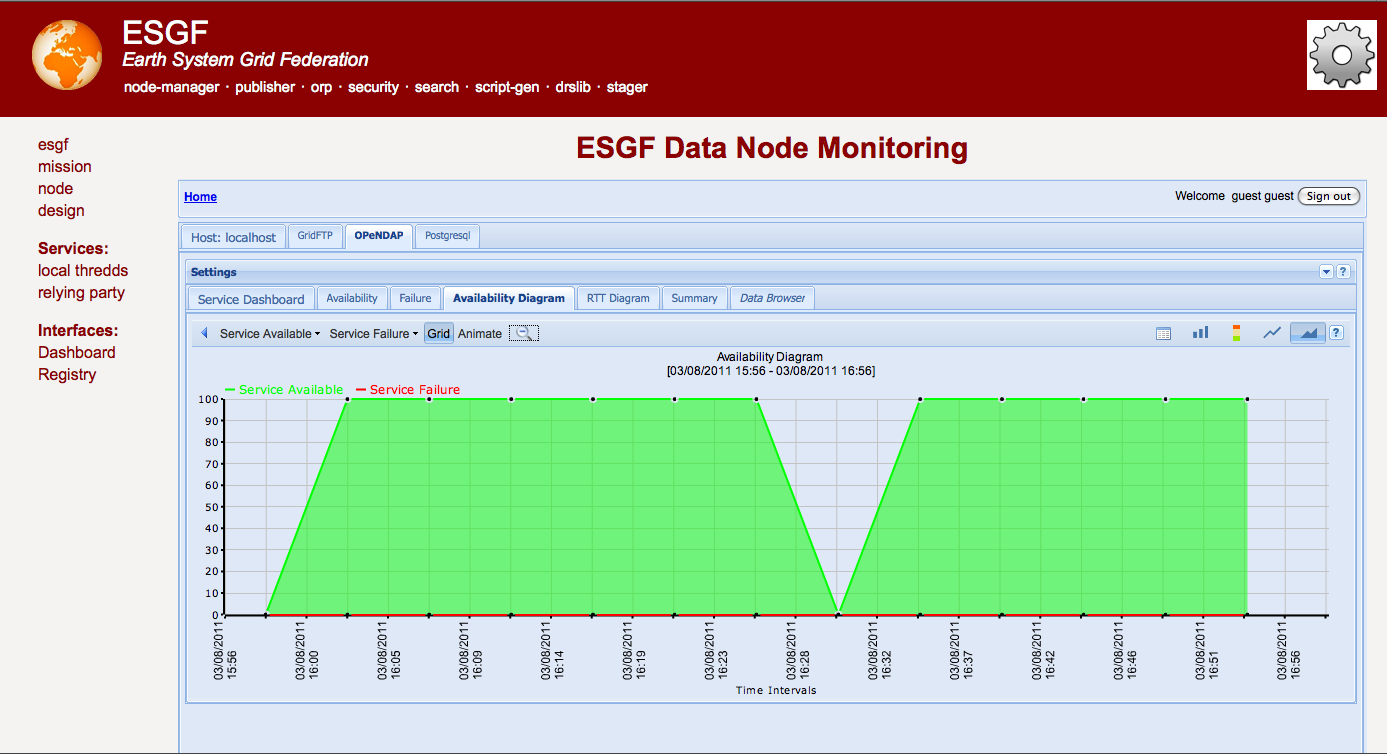 ESGF
Earth System Grid Federation
node-manager · publisher · orp · security · search · script-gen · drslib · stager
esgf
mission
node
design
Services:
local thredds
relying party
Interfaces:
Dashboard
Registry
ESGF Data Node Monitoring
Home
Welcome guest guest Sign out
Host: localhost GridFTP OPeNDAP Postgresql
Settings ?
Service Dashboard Availability Failure Availability Diagram RTT Diagram Summary Data Browser
Service Available Service Failure Grid Animate ?
Availability Diagram
[03/08/2011 15:56 - 03/08/2011 16:56]
Service Available Service Failure
100
90
80
70
60
50
40
30
20
10
0
03/08/2011 15:56
03/08/2011 16:00
03/08/2011 16:05
03/08/2011 16:09
03/08/2011 16:14
03/08/2011 16:19
03/08/2011 16:23
03/08/2011 16:28
03/08/2011 16:32
03/08/2011 16:37
03/08/2011 16:42
03/08/2011 16:46
03/08/2011 16:51
03/08/2011 16:56
Time Intervals